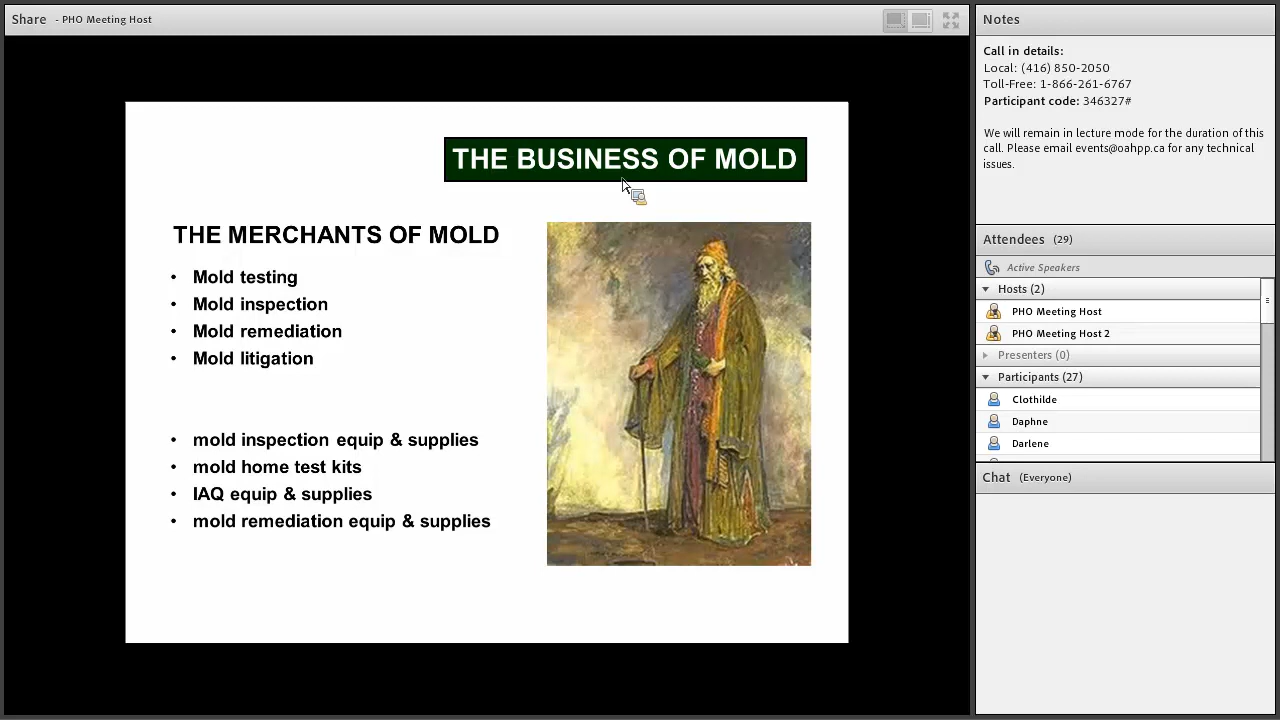 Share - PHO Meeting Host
THE BUSINESS OF MOLD
THE MERCHANTS OF MOLD
• Mold testing
• Mold inspection
• Mold remediation
• Mold litigation
• mold inspection equip & supplies
• mold home test kits
• IAQ equip & supplies
• mold remediation equip & supplies
Notes
Call in details:
Local: (416) 850-2050
Toll-Free: 1-866-261-6767
Participant code: 346327#
We will remain in lecture mode for the duration of this
call. Please email events@oahpp.ca for any technical
issues.
Attendees (29)
Active Speakers
Hosts (2)
PHO Meeting Host
PHO Meeting Host 2
Presenters (0)
Participants (27)
Clothilde
Daphne
Darlene
Chat (Everyone)